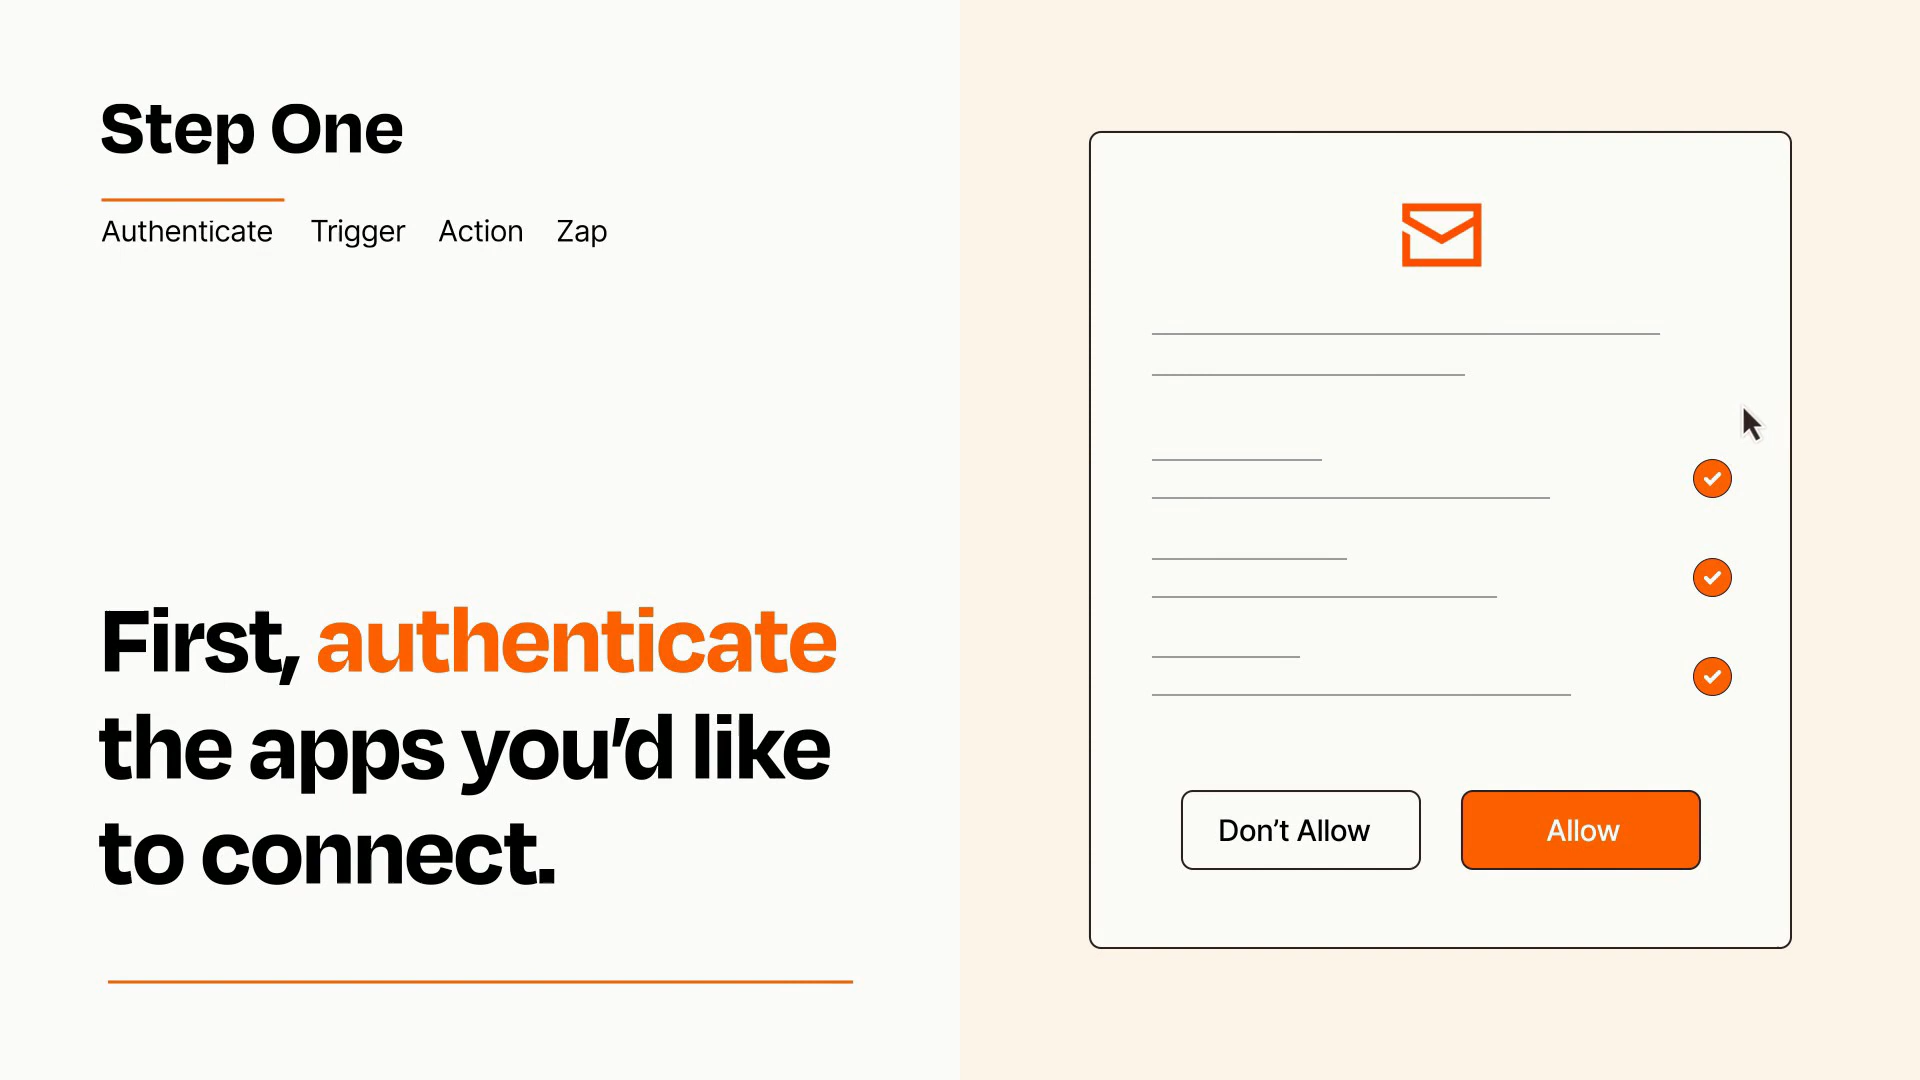 Step One
Authenticate Trigger Action Zap
First, authenticate
the apps you’d like
to connect.
Don’t Allow
Allow